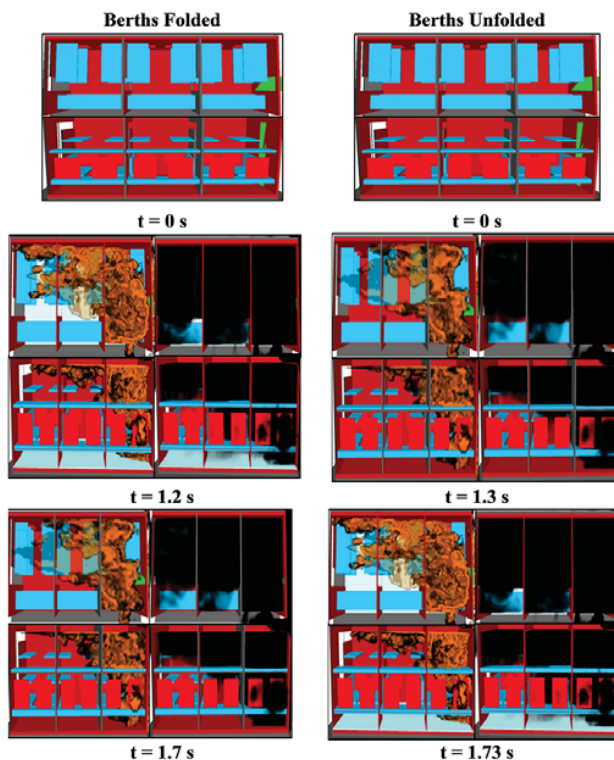 Berths Folded
Berths Unfolded
t = 0 s
t = 0 s
t = 1.2 s
t = 1.3 s
t = 1.7 s
t = 1.73 s